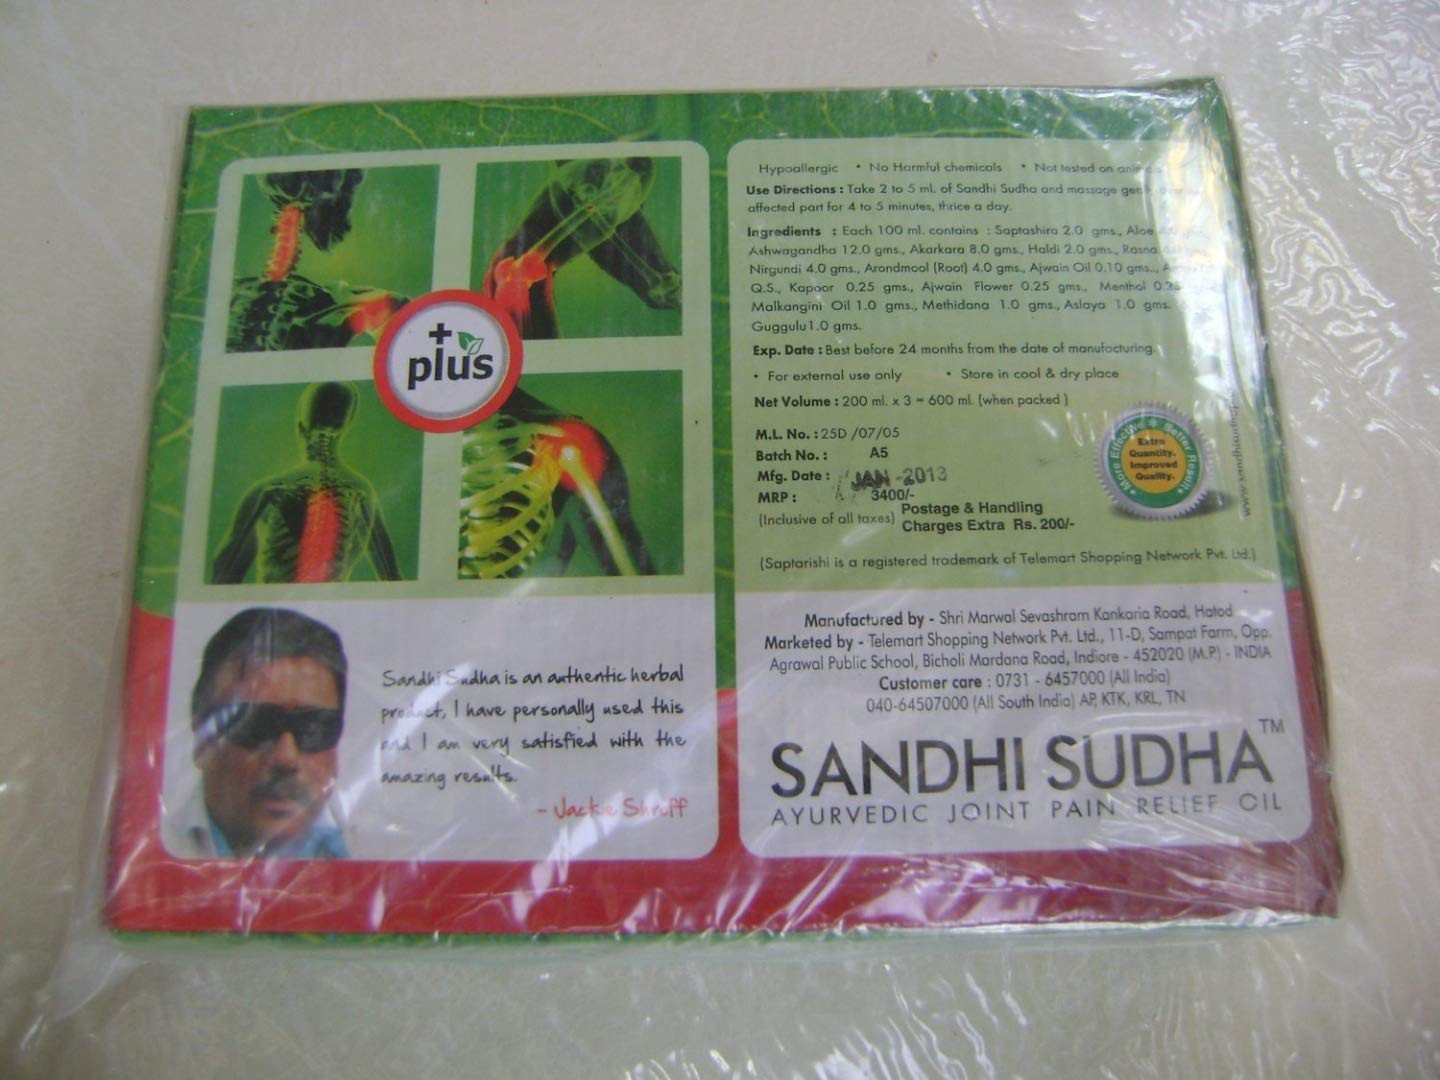 +
plus
Sandhi Sudha is an authentic herbal
product, I have personally used this
and I am very satisfied with the
amazing results.
- Jackie Shroff
Hypoallergic • No Harmful chemicals • Not tested on
Use Directions : Take 2 to 5 ml. of Sandhi Sudha and massage
affected part for 4 to 5 minutes, thrice a day.
Ingredients : Each 100 ml. contains : Saptashira 2.0 gms., Aloe
Ashwagandha 12.0 gms., Akarkara 8.0 gms., Haldi 2.0 gms., Rasna
Nirgundi 4.0 gms., Arondmool (Root) 4.0 gms., Ajwain Oil 0.10 gms.,
Q.S., Kapoor 0.25 gms., Ajwain Flower 0.25 gms., Menthol
Malkangini Oil 1.0 gms., Methidana 1.0 gms., Aslaya 1.0 gms.
Guggulu 1.0 gms.
Exp. Date : Best before 24 months from the date of manufacturing.
• For external use only • Store in cool & dry place
Net Volume : 200 ml. x 3 = 600 ml. (when packed )
M.L. No. : 25D /07/05
Batch No. : A5
Mfg. Date : JAN -2013
MRP : 3400/-
(Inclusive of all taxes) Postage & Handling
Charges Extra Rs. 200/-
More Effective Better Result
Extra
Quantity.
Improved
Quality.
(Saptarishi is a registered trademark of Telemart Shopping Network Pvt. Ltd.)
Manufactured by - Shri Marwal Sevashram Kankaria Road, Hatod
Marketed by - Telemart Shopping Network Pvt. Ltd., 11-D, Sampat Farm, Opp.
Agrawal Public School, Bicholi Mardana Road, Indiore - 452020 (M.P.) - INDIA
Customer care : 0731 - 6457000 (All India)
040-64507000 (All South India) AP, KTK, KRL, TN
SANDHI SUDHA™
AYURVEDIC JOINT PAIN RELIEF OIL